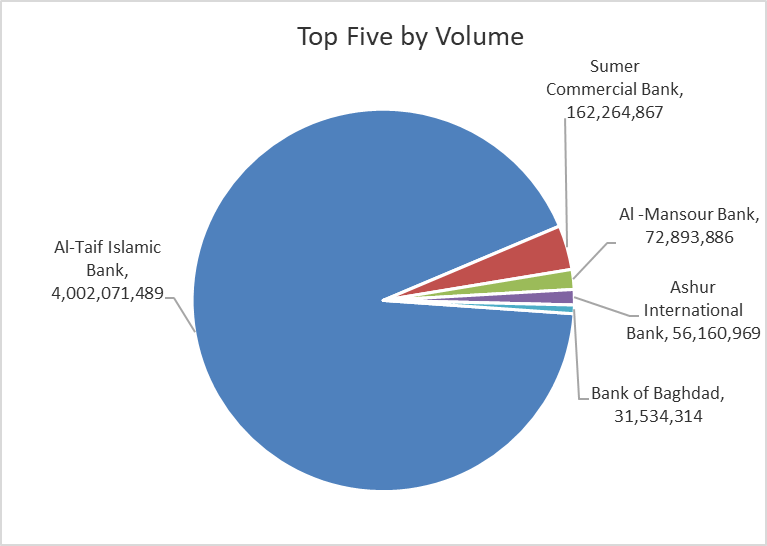 Top Five by Volume
Sumer
Commercial Bank,
162,264,867
Al -Mansour Bank,
72,893,886
Al-Taif Islamic
Bank,
4,002,071,489
Ashur
International
Bank, 56,160,969
Bank of Baghdad,
31,534,314